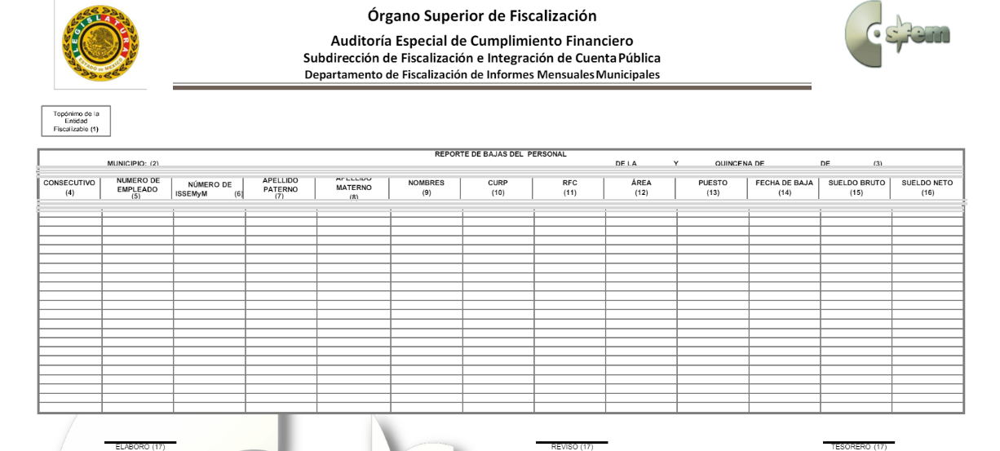 Órgano Superior de Fiscalización
Auditoría Especial de Cumplimiento Financiero
Subdirección de Fiscalización e Integración de Cuenta Pública
Departamento de Fiscalización de Informes Mensuales Municipales
LEGISLATURA
ESTADO DE MEXICO
osfem
Topónimo de la
Entidad
Fiscalizable (1)
REPORTE DE BAJAS DEL PERSONAL
MUNICIPIO: (2) DE LA Y QUINCENA DE DE (3)
CONSECUTIVO (4)
NÚMERO DE EMPLEADO (5)
NÚMERO DE ISSEMyM (6)
APELLIDO PATERNO (7)
APELLIDO MATERNO (8)
NOMBRES (9)
CURP (10)
RFC (11)
ÁREA (12)
PUESTO (13)
FECHA DE BAJA (14)
SUELDO BRUTO (15)
SUELDO NETO (16)
ELABORÓ (17) REVISÓ (17) TESORERO (17)